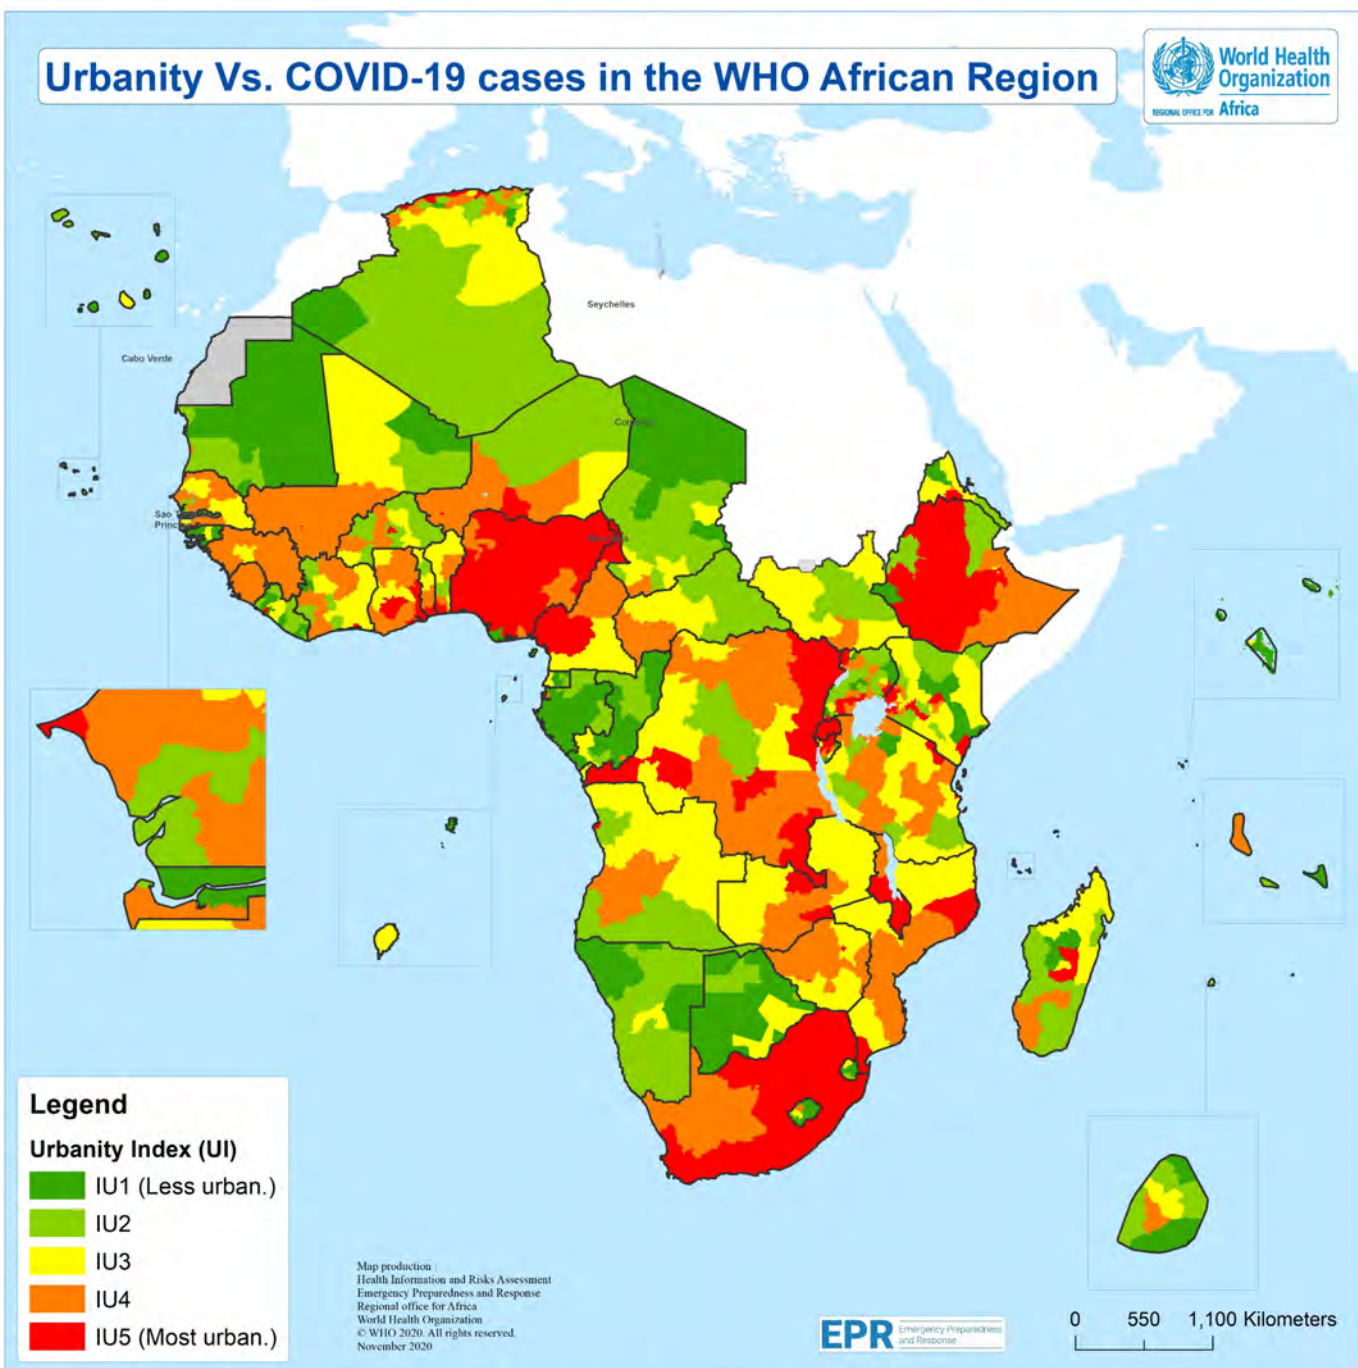 Urbanity Vs. COVID-19 cases in the WHO African Region
World Health
Organization
REGIONAL OFFICE FOR Africa
Seychelles
Cabo Verde
Legend
Urbanity Index (UI)
IU1 (Less urban.)
IU2
IU3
IU4
IU5 (Most urban.)
Map production :
Health Information and Risks Assessment
Emergency Preparedness and Response
Regional office for Africa
World Health Organization
© WHO 2020. All rights reserved.
November 2020
EPR Emergency Preparedness
and Response
0 550 1,100 Kilometers